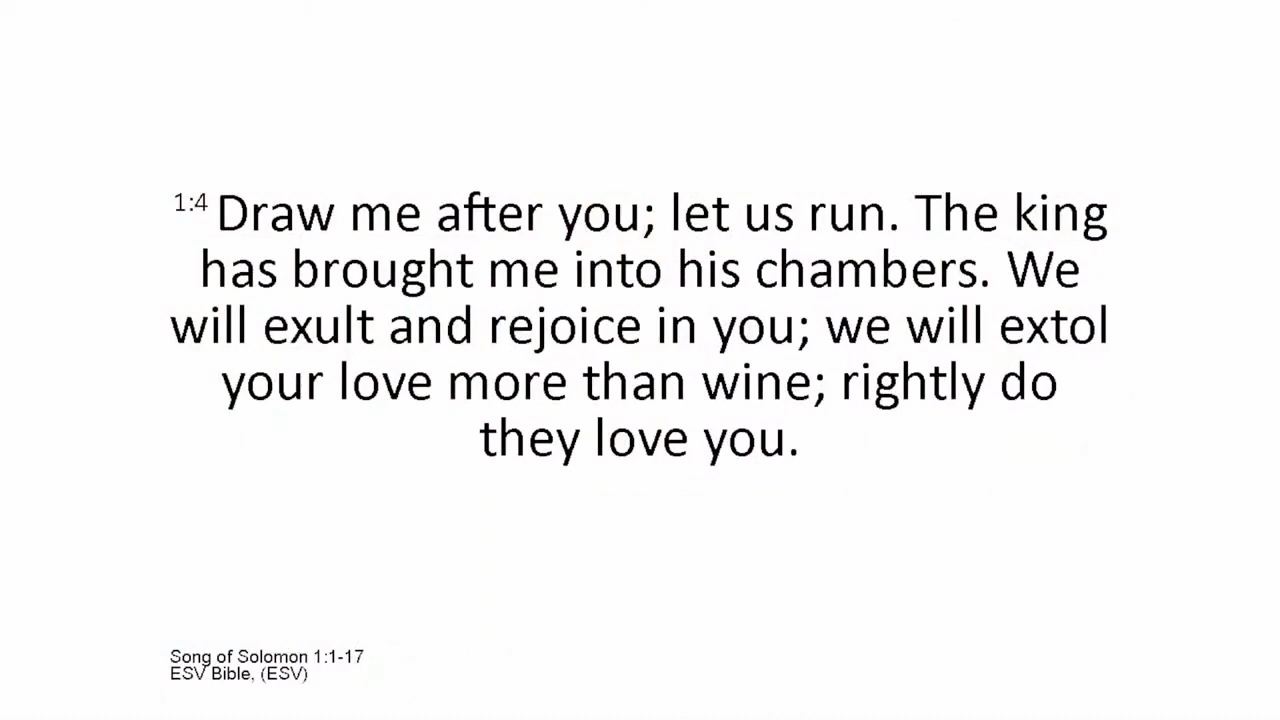 1:4 Draw me after you; let us run. The king
has brought me into his chambers. We
will exult and rejoice in you; we will extol
your love more than wine; rightly do
they love you.
Song of Solomon 1:1-17
ESV Bible, (ESV)